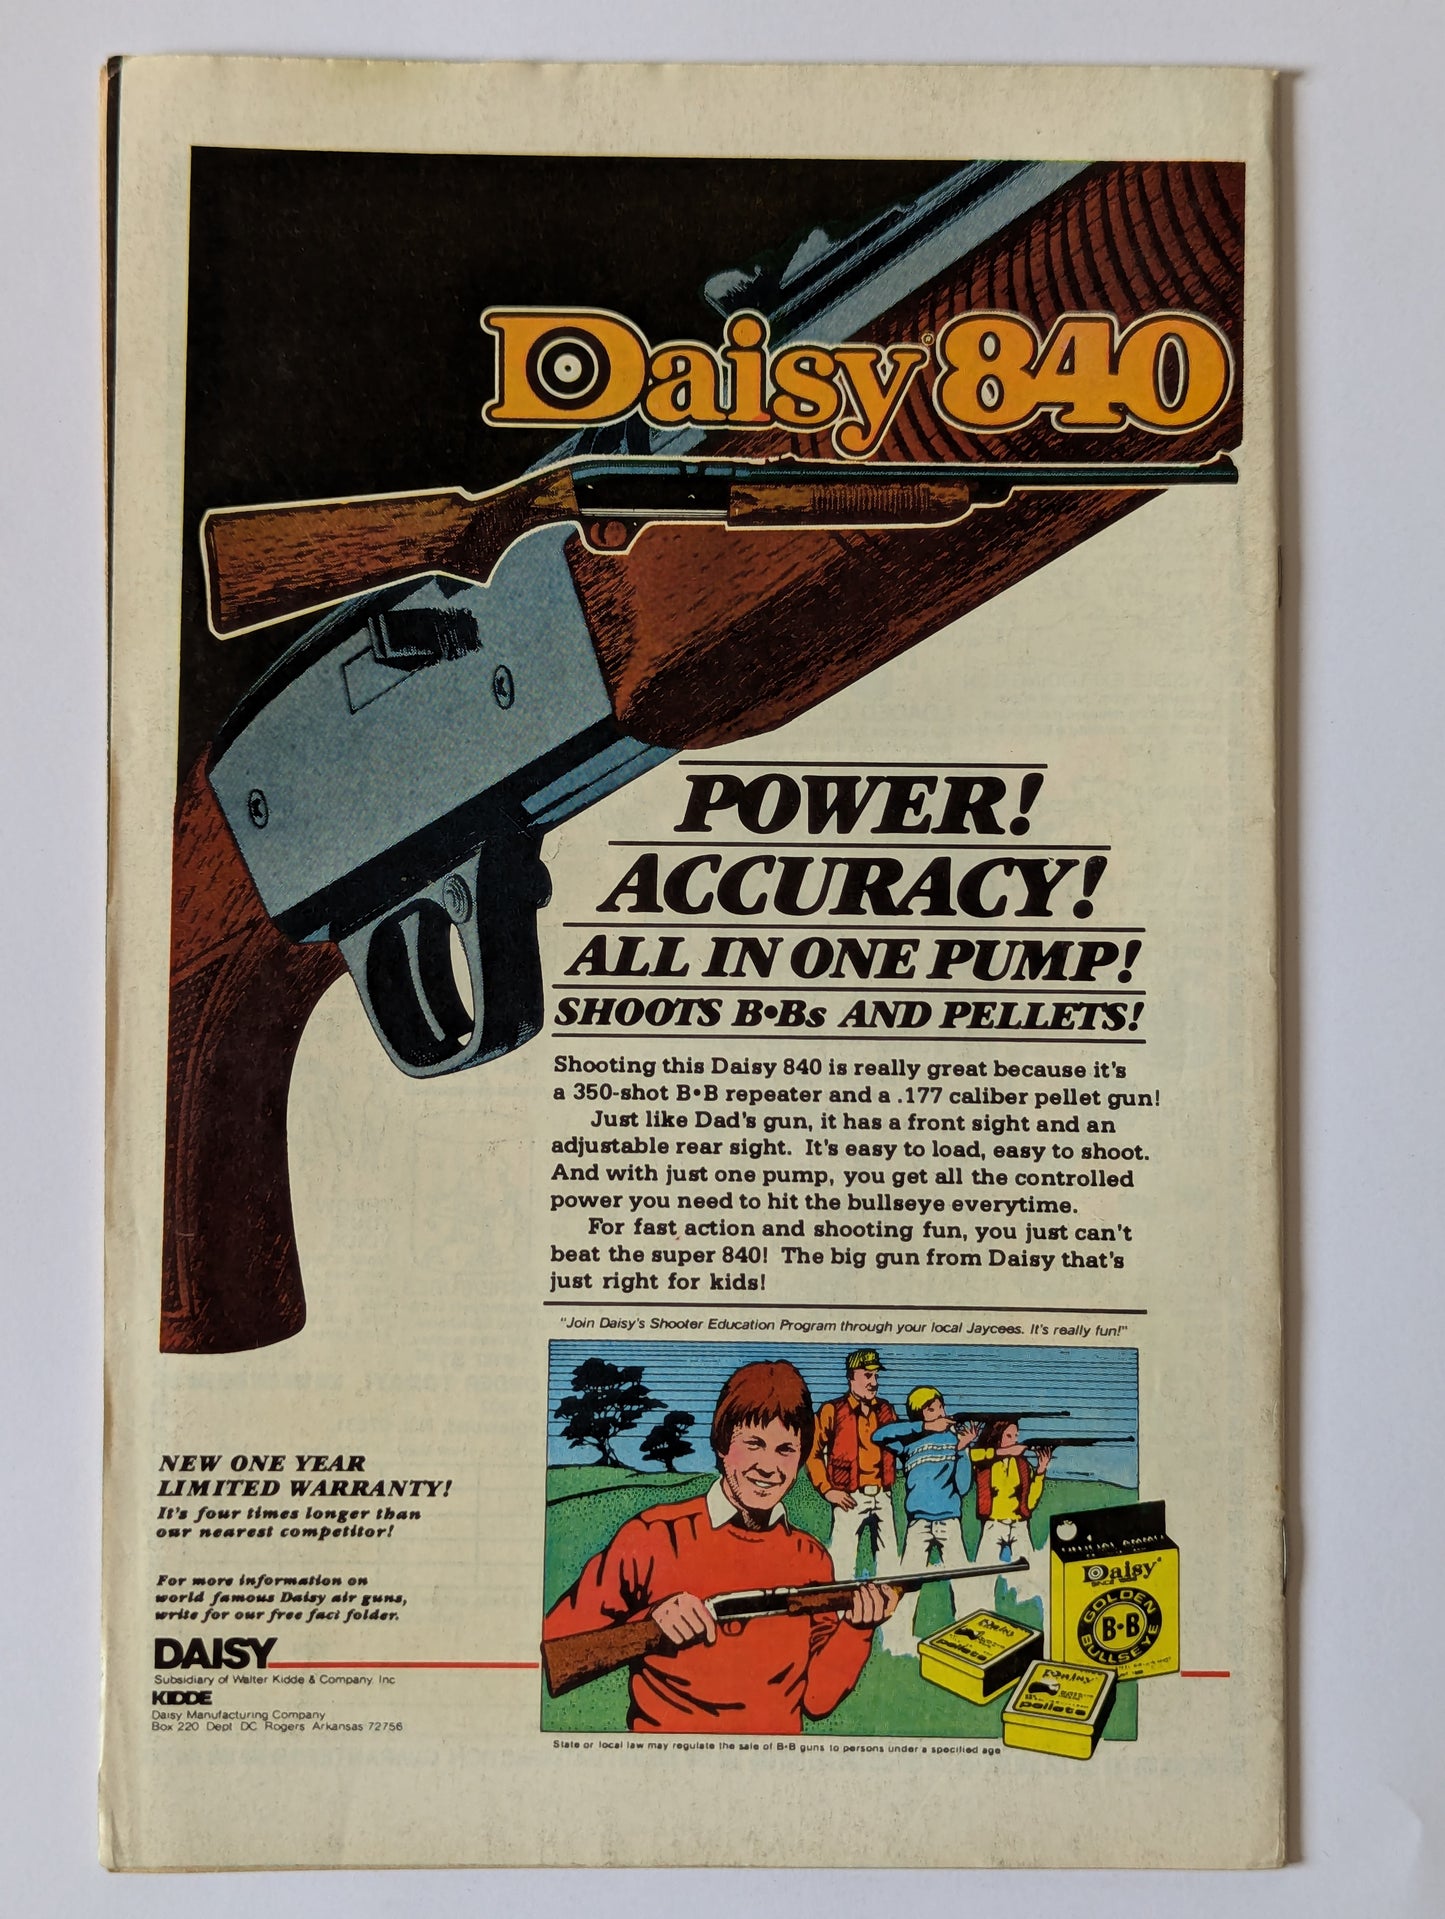 Daisy® 840
POWER!
ACCURACY!
ALL IN ONE PUMP!
SHOOTS B•Bs AND PELLETS!
Shooting this Daisy 840 is really great because it's
a 350-shot B•B repeater and a .177 caliber pellet gun!
Just like Dad's gun, it has a front sight and an
adjustable rear sight. It's easy to load, easy to shoot.
And with just one pump, you get all the controlled
power you need to hit the bullseye everytime.
For fast action and shooting fun, you just can't
beat the super 840! The big gun from Daisy that's
just right for kids!
"Join Daisy's Shooter Education Program through your local Jaycees. It's really fun!"
NEW ONE YEAR
LIMITED WARRANTY!
It's four times longer than
our nearest competitor!
For more information on
world famous Daisy air guns,
write for our free fact folder.
DAISY
Subsidiary of Walter Kidde & Company Inc
KIDDE
Daisy Manufacturing Company
Box 220 Dept DC Rogers Arkansas 72756
Daisy®
GOLDEN
B•B
BULLSEYE
pellets
pellets
State or local law may regulate the sale of B•B guns to persons under a specified age